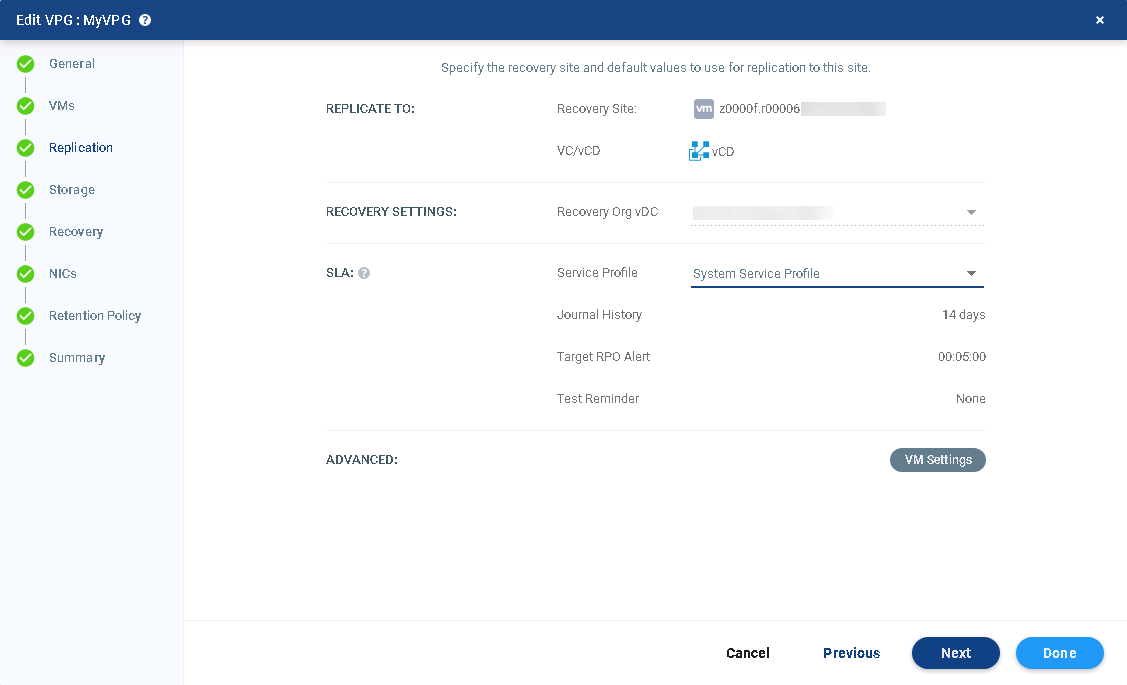 Edit VPG : MyVPG ?
General
VMs
Replication
Storage
Recovery
NICs
Retention Policy
Summary
Specify the recovery site and default values to use for replication to this site.
REPLICATE TO: Recovery Site: vm z0000f.r00006
VC/vCD vCD
RECOVERY SETTINGS: Recovery Org vDC
SLA: ? Service Profile System Service Profile
Journal History 14 days
Target RPO Alert 00:05:00
Test Reminder None
ADVANCED: VM Settings
Cancel Previous Next Done